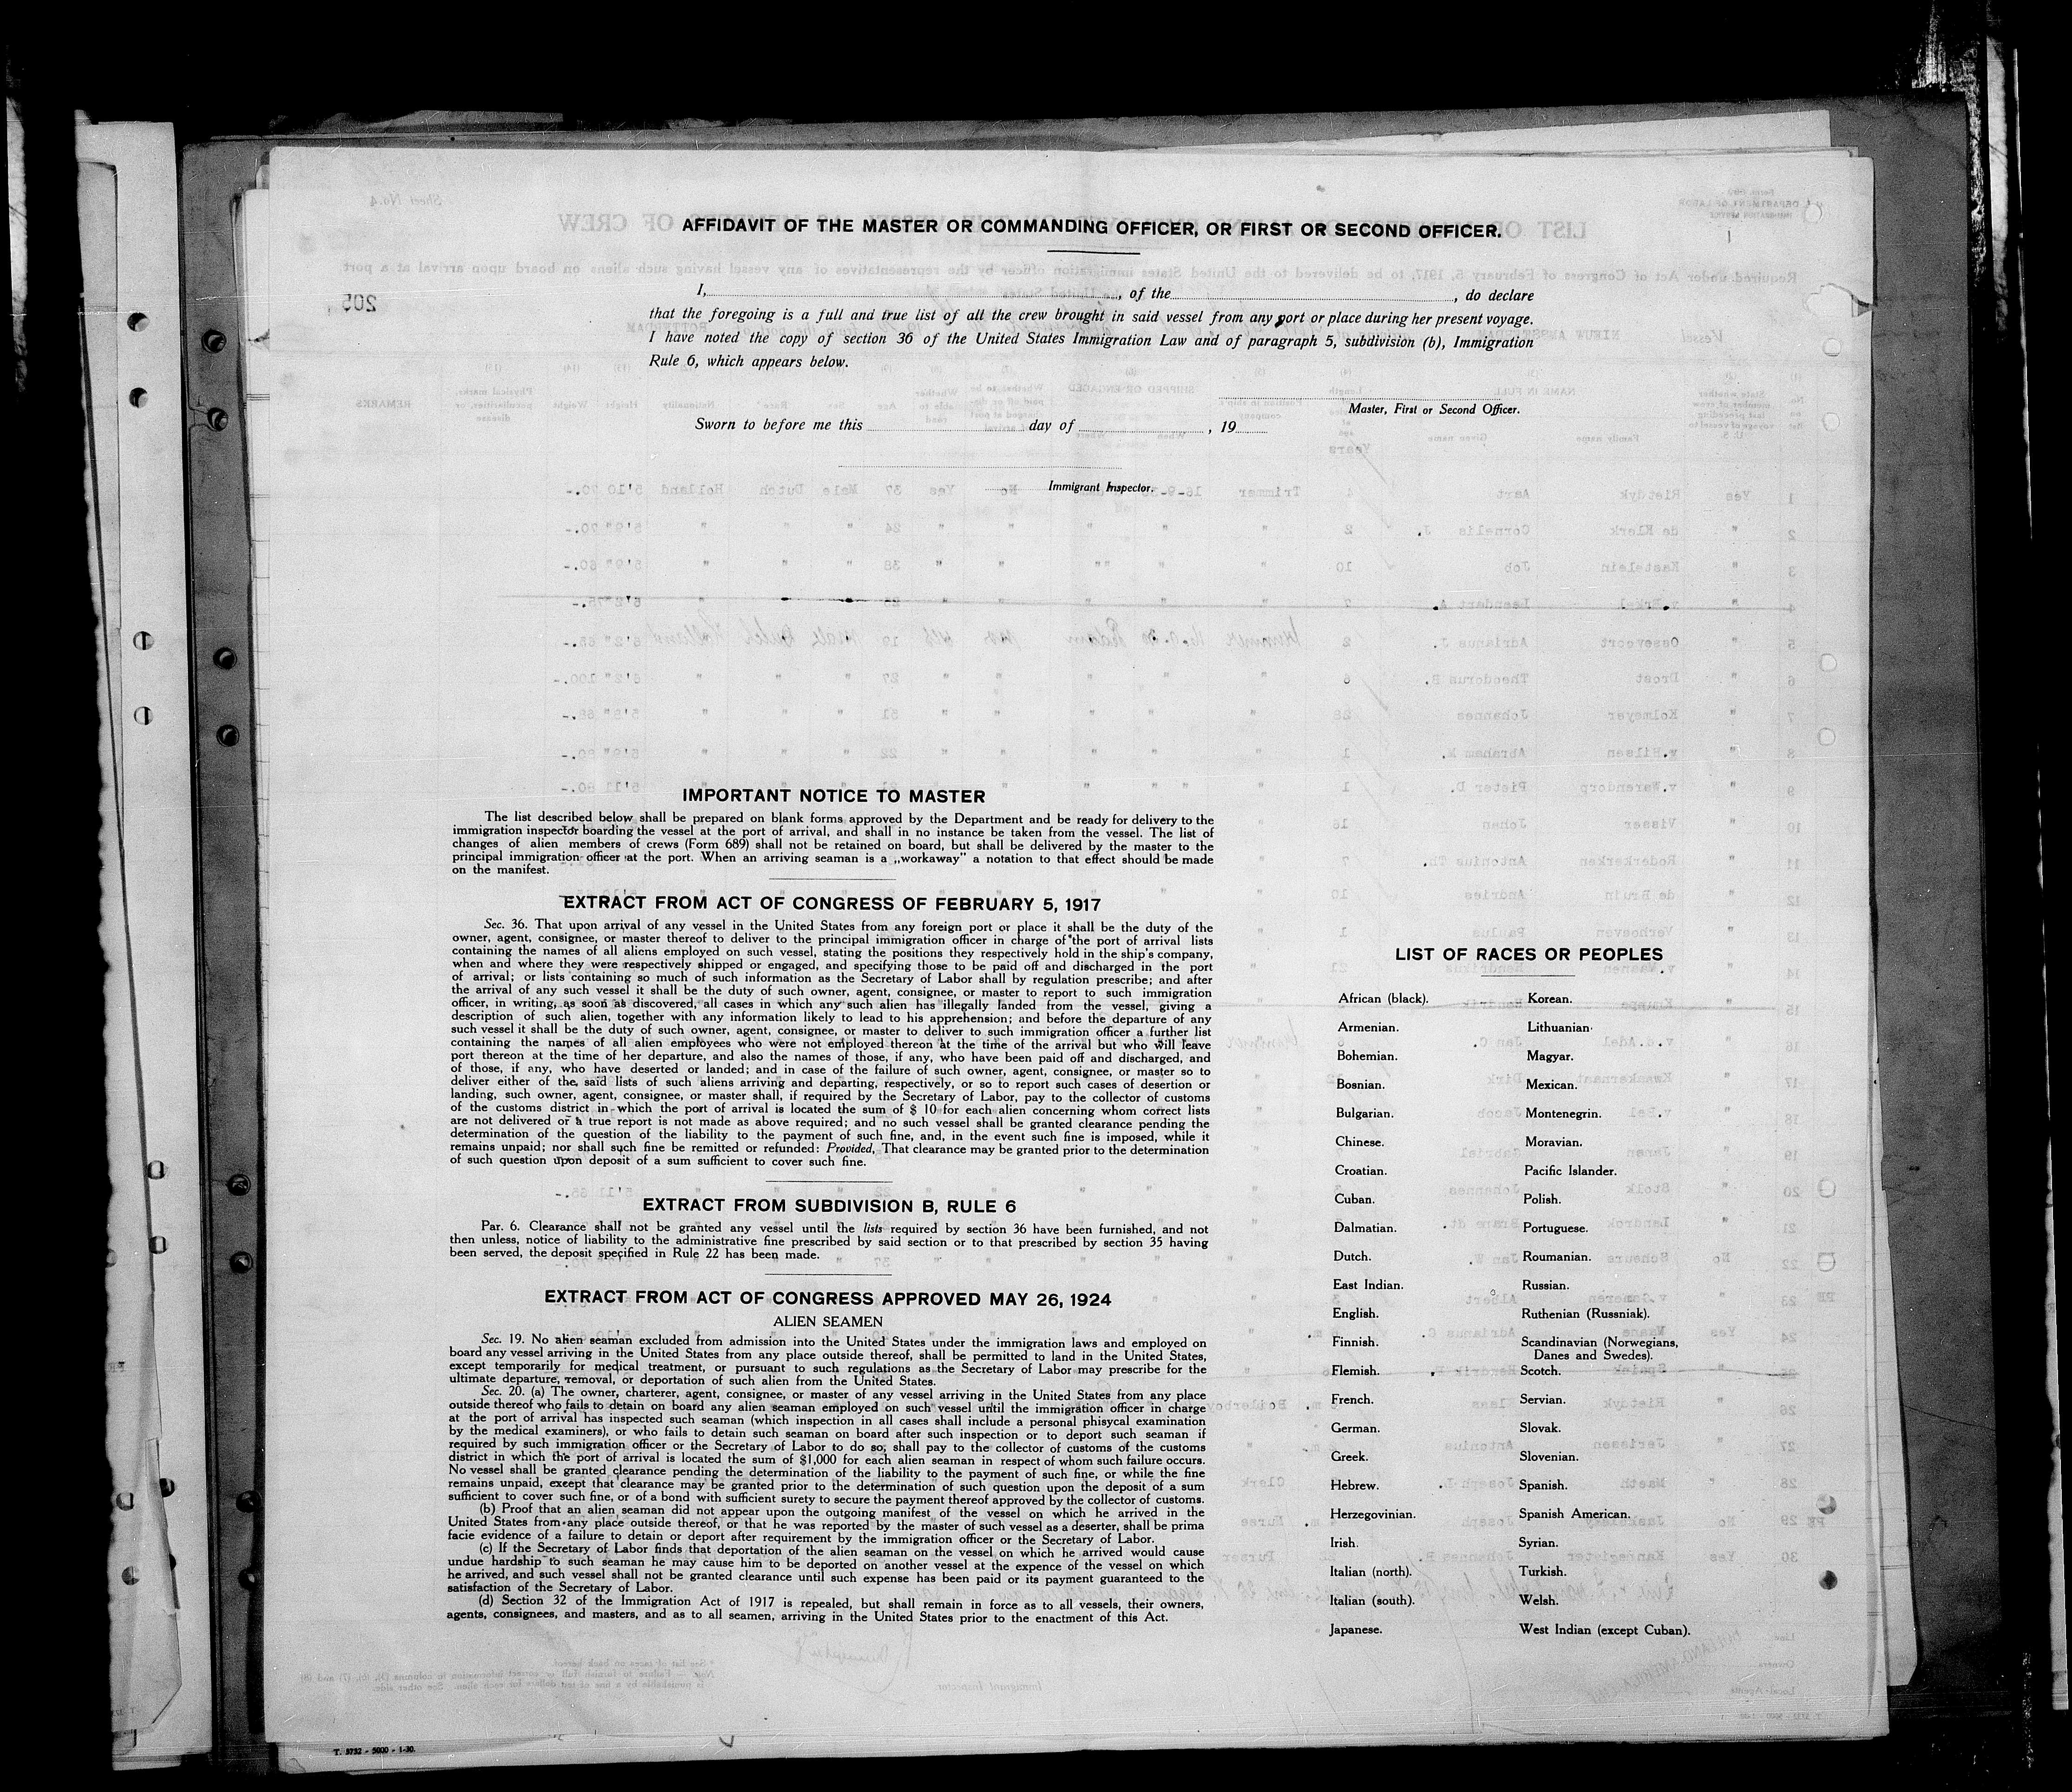 AFFIDAVIT OF THE MASTER OR COMMANDING OFFICER, OR FIRST OR SECOND OFFICER.
I, , of the , do declare
that the foregoing is a full and true list of all the crew brought in said vessel from any port or place during her present voyage.
I have noted the copy of section 36 of the United States Immigration Law and of paragraph 5, subdivision (b), Immigration
Rule 6, which appears below.
Master, First or Second Officer.
Sworn to before me this day of , 19
Immigrant Inspector.
IMPORTANT NOTICE TO MASTER
The list described below shall be prepared on blank forms approved by the Department and be ready for delivery to the
immigration inspector boarding the vessel at the port of arrival, and shall in no instance be taken from the vessel. The list of
changes of alien members of crews (Form 689) shall not be retained on board, but shall be delivered by the master to the
principal immigration officer at the port. When an arriving seaman is a „workaway" a notation to that effect should be made
on the manifest.
EXTRACT FROM ACT OF CONGRESS OF FEBRUARY 5, 1917
Sec. 36. That upon arrival of any vessel in the United States from any foreign port or place it shall be the duty of the
owner, agent, consignee, or master thereof to deliver to the principal immigration officer in charge of the port of arrival lists
containing the names of all aliens employed on such vessel, stating the positions they respectively hold in the ship's company,
when and where they were respectively shipped or engaged, and specifying those to be paid off and discharged in the port
of arrival; or lists containing so much of such information as the Secretary of Labor shall by regulation prescribe; and after
the arrival of any such vessel it shall be the duty of such owner, agent, consignee, or master to report to such immigration
officer, in writing, as soon as discovered, all cases in which any such alien has illegally landed from the vessel, giving a
description of such alien, together with any information likely to lead to his apprehension; and before the departure of any
such vessel it shall be the duty of such owner, agent, consignee, or master to deliver to such immigration officer a further list
containing the names of all alien employees who were not employed thereon at the time of the arrival but who will leave
port thereon at the time of her departure, and also the names of those, if any, who have been paid off and discharged, and
of those, if any, who have deserted or landed; and in case of the failure of such owner, agent, consignee, or master so to
deliver either of the said lists of such aliens arriving and departing, respectively, or so to report such cases of desertion or
landing, such owner, agent, consignee, or master shall, if required by the Secretary of Labor, pay to the collector of customs
of the customs district in which the port of arrival is located the sum of $ 10 for each alien concerning whom correct lists
are not delivered or a true report is not made as above required; and no such vessel shall be granted clearance pending the
determination of the question of the liability to the payment of such fine, and, in the event such fine is imposed, while it
remains unpaid; nor shall such fine be remitted or refunded: Provided, That clearance may be granted prior to the determination
of such question upon deposit of a sum sufficient to cover such fine.
EXTRACT FROM SUBDIVISION B, RULE 6
Par. 6. Clearance shall not be granted any vessel until the lists required by section 36 have been furnished, and not
then unless, notice of liability to the administrative fine prescribed by said section or to that prescribed by section 35 having
been served, the deposit specified in Rule 22 has been made.
EXTRACT FROM ACT OF CONGRESS APPROVED MAY 26, 1924
ALIEN SEAMEN
Sec. 19. No alien seaman excluded from admission into the United States under the immigration laws and employed on
board any vessel arriving in the United States from any place outside thereof, shall be permitted to land in the United States,
except temporarily for medical treatment, or pursuant to such regulations as the Secretary of Labor may prescribe for the
ultimate departure, removal, or deportation of such alien from the United States.
Sec. 20. (a) The owner, charterer, agent, consignee, or master of any vessel arriving in the United States from any place
outside thereof who fails to detain on board any alien seaman employed on such vessel until the immigration officer in charge
at the port of arrival has inspected such seaman (which inspection in all cases shall include a personal phisycal examination
by the medical examiners), or who fails to detain such seaman on board after such inspection or to deport such seaman if
required by such immigration officer or the Secretary of Labor to do so, shall pay to the collector of customs of the customs
district in which the port of arrival is located the sum of $1,000 for each alien seaman in respect of whom such failure occurs.
No vessel shall be granted clearance pending the determination of the liability to the payment of such fine, or while the fine
remains unpaid, except that clearance may be granted prior to the determination of such question upon the deposit of a sum
sufficient to cover such fine, or of a bond with sufficient surety to secure the payment thereof approved by the collector of customs.
(b) Proof that an alien seaman did not appear upon the outgoing manifest of the vessel on which he arrived in the
United States from any place outside thereof, or that he was reported by the master of such vessel as a deserter, shall be prima
facie evidence of a failure to detain or deport after requirement by the immigration officer or the Secretary of Labor.
(c) If the Secretary of Labor finds that deportation of the alien seaman on the vessel on which he arrived would cause
undue hardship to such seaman he may cause him to be deported on another vessel at the expence of the vessel on which
he arrived, and such vessel shall not be granted clearance until such expense has been paid or its payment guaranteed to the
satisfaction of the Secretary of Labor.
(d) Section 32 of the Immigration Act of 1917 is repealed, but shall remain in force as to all vessels, their owners,
agents, consignees, and masters, and as to all seamen, arriving in the United States prior to the enactment of this Act.
LIST OF RACES OR PEOPLES
African (black). Korean.
Armenian. Lithuanian.
Bohemian. Magyar.
Bosnian. Mexican.
Bulgarian. Montenegrin.
Chinese. Moravian.
Croatian. Pacific Islander.
Cuban. Polish.
Dalmatian. Portuguese.
Dutch. Roumanian.
East Indian. Russian.
English. Ruthenian (Russniak).
Finnish. Scandinavian (Norwegians,
Danes and Swedes).
Flemish. Scotch.
French. Servian.
German. Slovak.
Greek. Slovenian.
Hebrew. Spanish.
Herzegovinian. Spanish American.
Irish. Syrian.
Italian (north). Turkish.
Italian (south). Welsh.
Japanese. West Indian (except Cuban).
T. 5732 - 5000 - 1-30.